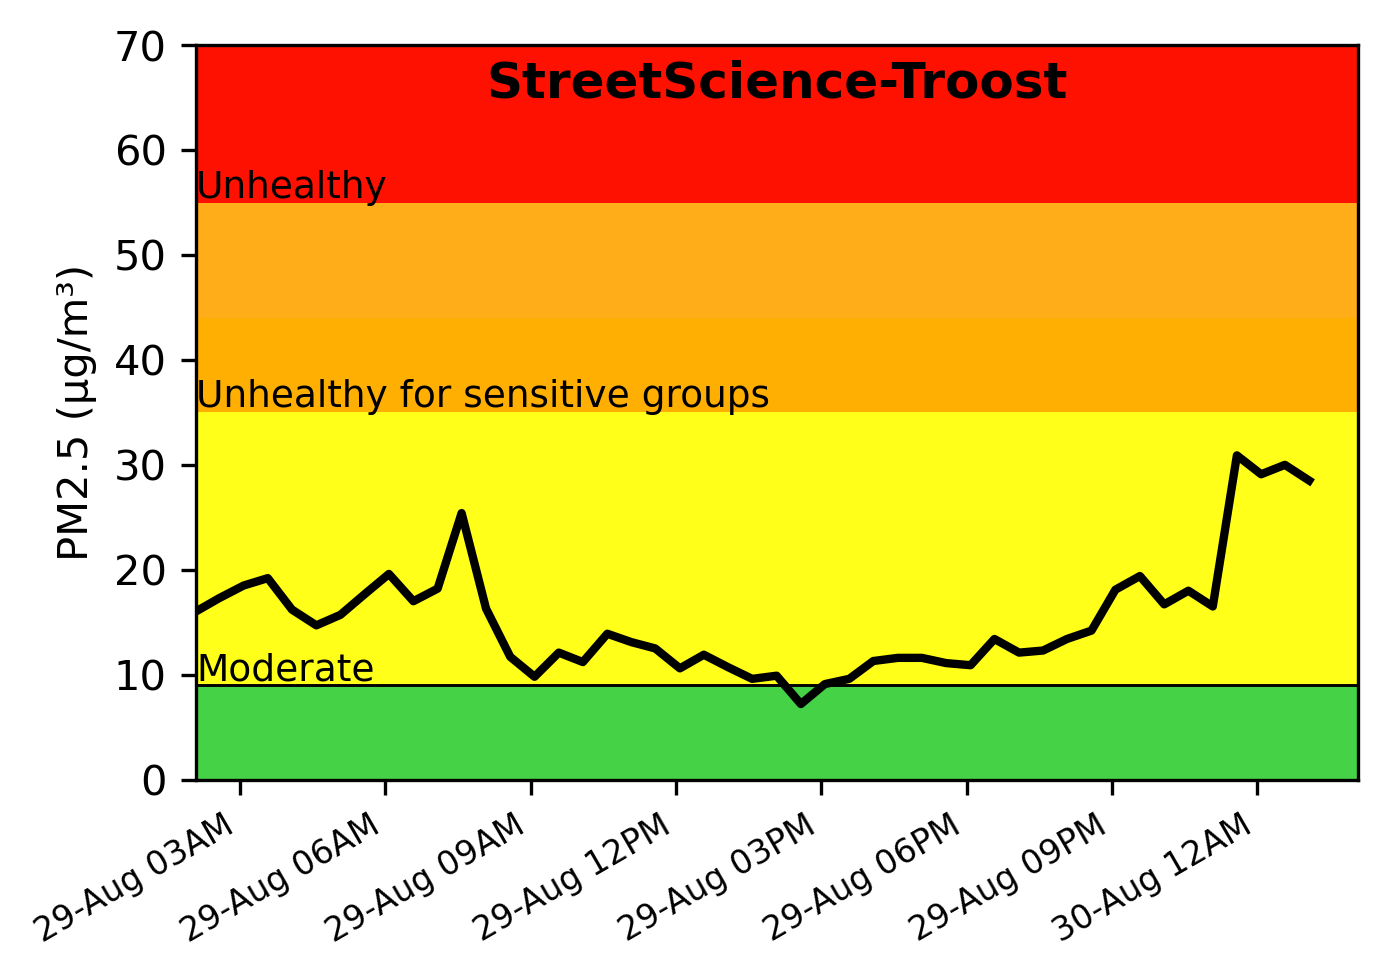 StreetScience-Troost
70
60
Unhealthy
50
40
Unhealthy for sensitive groups
30
20
10
Moderate
0
PM2.5 (µg/m³)
29-Aug 03AM
29-Aug 06AM
29-Aug 09AM
29-Aug 12PM
29-Aug 03PM
29-Aug 06PM
29-Aug 09PM
30-Aug 12AM